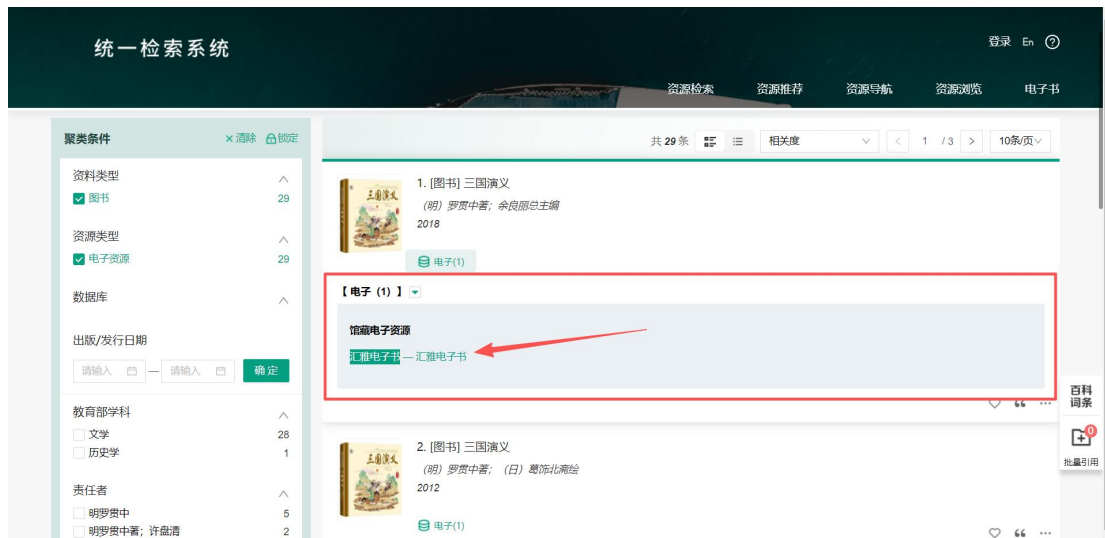 统一检索系统
登录 En ?
资源检索 资源推荐 资源导航 资源浏览 电子书
聚类条件 ×清除 锁定
共 29 条 相关度 < 1 / 3 > 10条/页
资料类型
图书 29
资源类型
电子资源 29
数据库
出版/发行日期
请输入 — 请输入 确定
教育部学科
文学 28
历史学 1
责任者
明罗贯中 5
明罗贯中著；许盘清 2
三国演义
1. [图书] 三国演义
（明）罗贯中著；余良丽总主编
2018
电子(1)
【 电子（1）】
馆藏电子资源
汇雅电子书 — 汇雅电子书
三国演义
2. [图书] 三国演义
（明）罗贯中著；（日）葛饰北斋绘
2012
电子(1)
百科
词条
0
批量引用